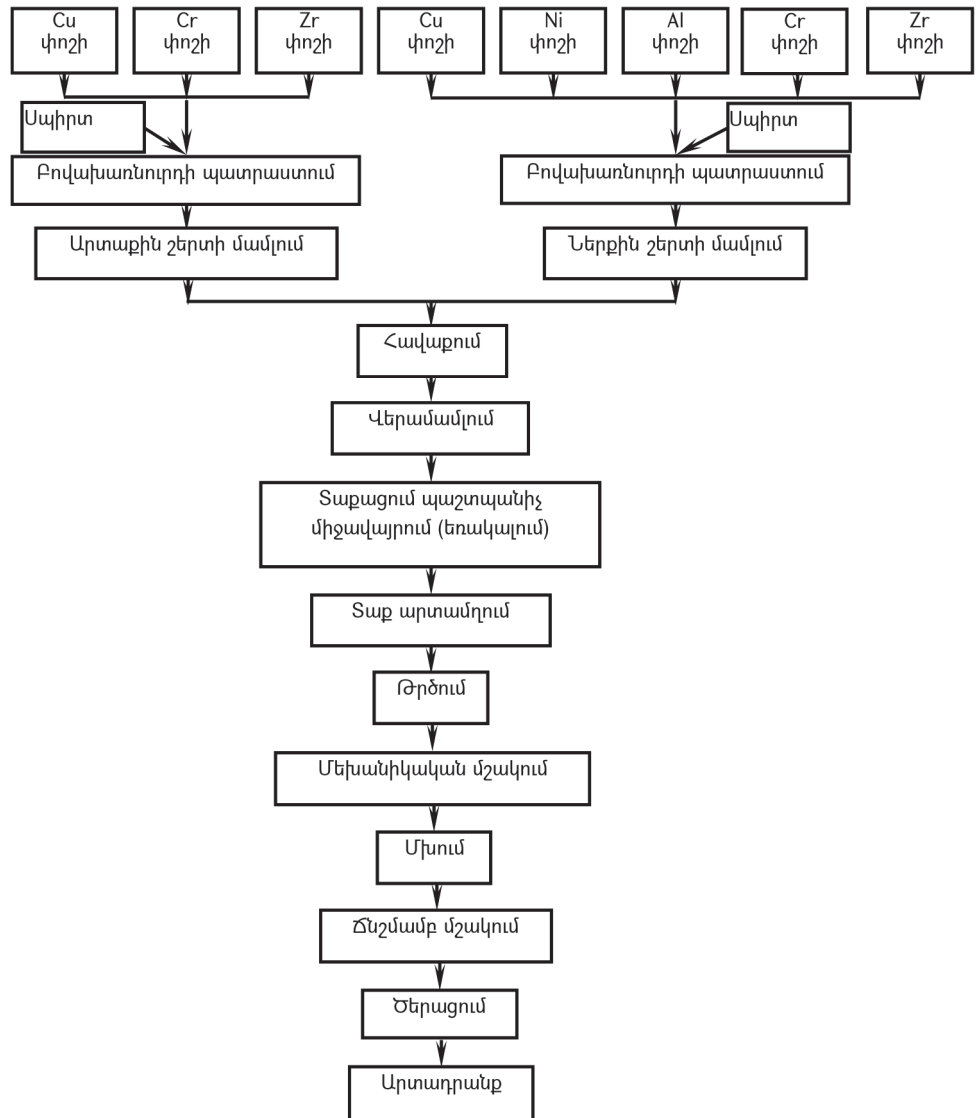 Cu
փոշի
Cr
փոշի
Zr
փոշի
Cu
փոշի
Ni
փոշի
Al
փոշի
Cr
փոշի
Zr
փոշի
Սպիրտ
Սպիրտ
Բովախառնուրդի պատրաստում
Բովախառնուրդի պատրաստում
Արտաքին շերտի մամլում
Ներքին շերտի մամլում
Հավաքում
Վերամամլում
Տաքացում պաշտպանիչ
միջավայրում (եռակալում)
Տաք արտամղում
Թրծում
Մեխանիկական մշակում
Մխում
Ճնշմամբ մշակում
Ծերացում
Արտադրանք